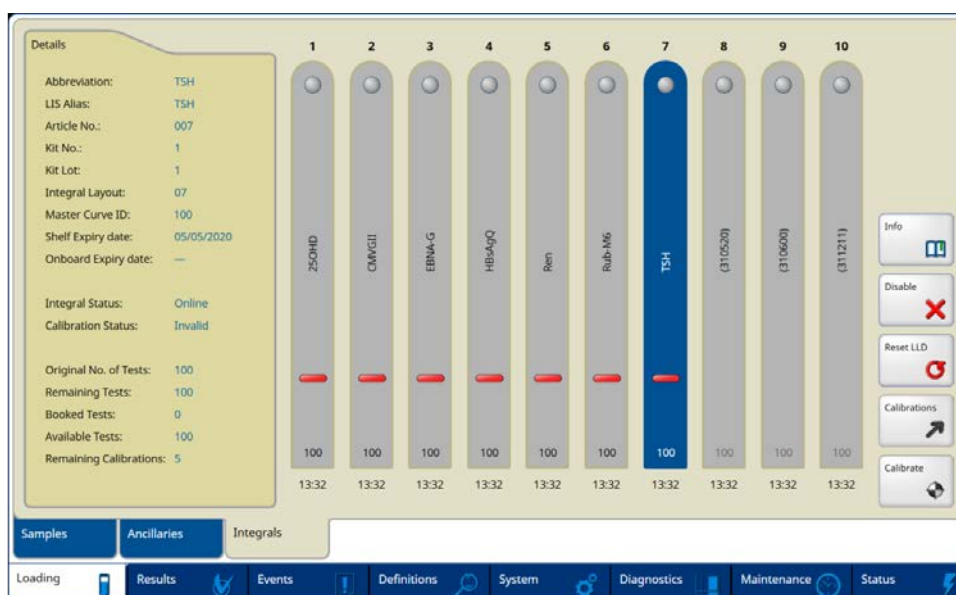 Details
Abbreviation: TSH
LIS Alias: TSH
Article No.: 007
Kit No.: 1
Kit Lot: 1
Integral Layout: 07
Master Curve ID: 100
Shelf Expiry date: 05/05/2020
Onboard Expiry date: —
Integral Status: Online
Calibration Status: Invalid
Original No. of Tests: 100
Remaining Tests: 100
Booked Tests: 0
Available Tests: 100
Remaining Calibrations: 5
1 2 3 4 5 6 7 8 9 10
25OHD
CMVGII
EBNA-G
HBsAgQ
Ren
Rub-M6
TSH
(310520)
(310600)
(311211)
100 100 100 100 100 100 100 100 100 100
13:32 13:32 13:32 13:32 13:32 13:32 13:32 13:32 13:32 13:32
Info
Disable
Reset LLD
Calibrations
Calibrate
Samples Ancillaries Integrals
Loading Results Events Definitions System Diagnostics Maintenance Status